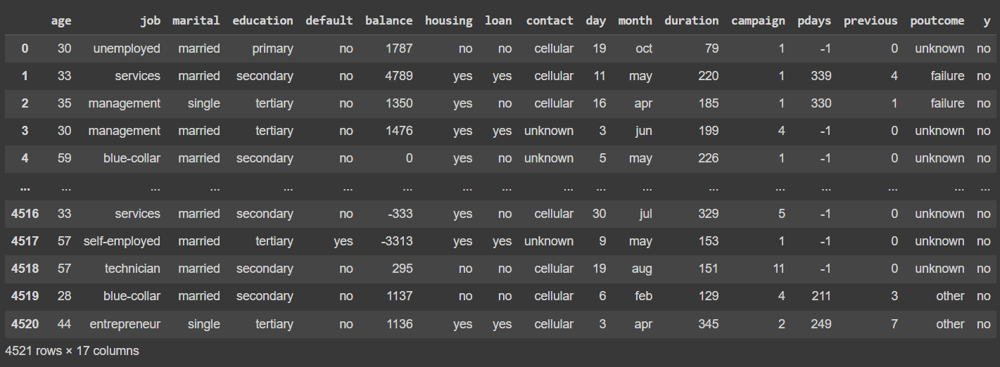 age job marital education default balance housing loan contact day month duration campaign pdays previous poutcome y
0 30 unemployed married primary no 1787 no no cellular 19 oct 79 1 -1 0 unknown no
1 33 services married secondary no 4789 yes yes cellular 11 may 220 1 339 4 failure no
2 35 management single tertiary no 1350 yes no cellular 16 apr 185 1 330 1 failure no
3 30 management married tertiary no 1476 yes yes unknown 3 jun 199 4 -1 0 unknown no
4 59 blue-collar married secondary no 0 yes no unknown 5 may 226 1 -1 0 unknown no
... ... ... ... ... ... ... ... ... ... ... ... ... ... ... ... ... ...
4516 33 services married secondary no -333 yes no cellular 30 jul 329 5 -1 0 unknown no
4517 57 self-employed married tertiary yes -3313 yes yes unknown 9 may 153 1 -1 0 unknown no
4518 57 technician married secondary no 295 no no cellular 19 aug 151 11 -1 0 unknown no
4519 28 blue-collar married secondary no 1137 no no cellular 6 feb 129 4 211 3 other no
4520 44 entrepreneur single tertiary no 1136 yes yes cellular 3 apr 345 2 249 7 other no
4521 rows × 17 columns